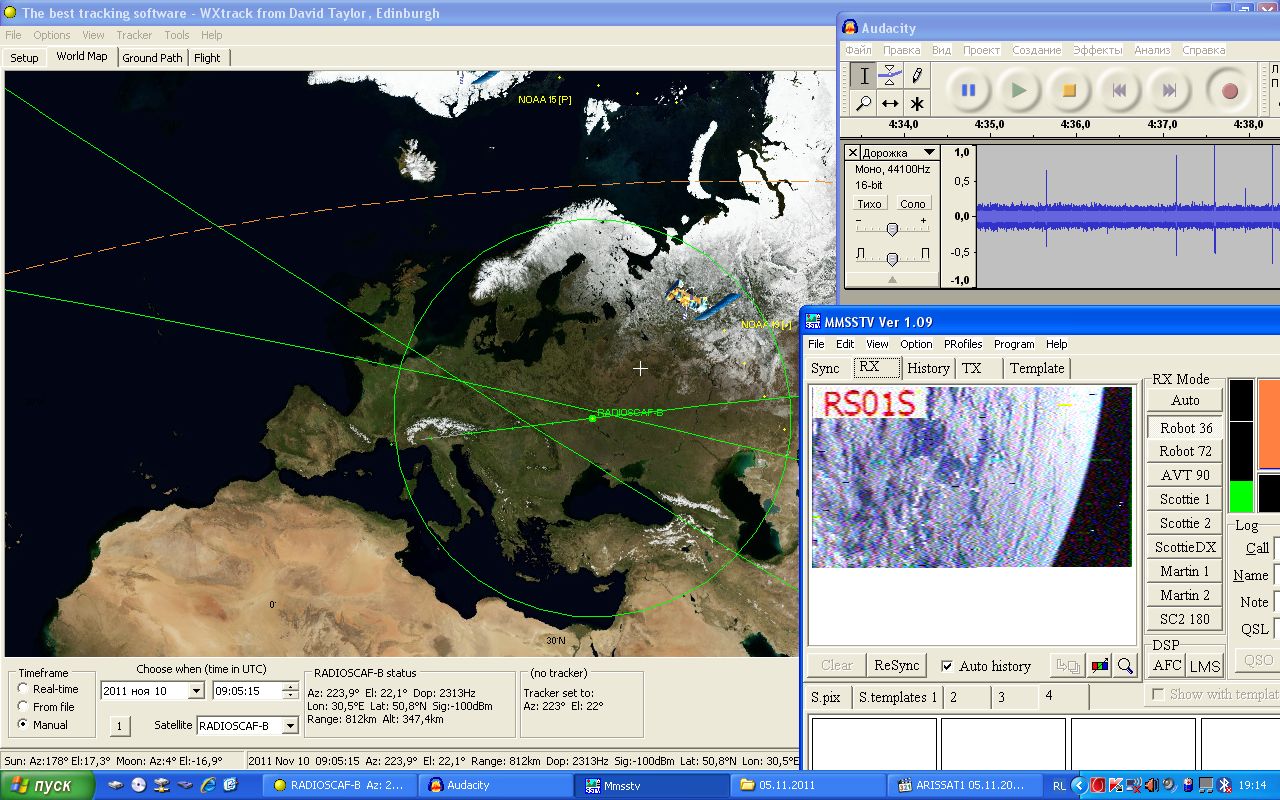 The best tracking software - WXtrack from David Taylor, Edinburgh
File Options View Tracker Tools Help
Setup World Map Ground Path Flight
NOAA 15 [P]
RADIOSCAF-B
0°
30°N
Timeframe
Real-time
From file
Manual
Choose when (time in UTC)
2011 ноя 10 09:05:15
1 Satellite RADIOSCAF-B
RADIOSCAF-B status
Az: 223,9° El: 22,1° Dop: 2313Hz
Lon: 30,5°E Lat: 50,8°N Sig:-100dBm
Range: 812km Alt: 347,4km
(no tracker)
Tracker set to:
Az: 223° El: 22°
Sun: Az:178° El:17,3° Moon: Az:4° El:-16,9°
2011 Nov 10 09:05:15 Az: 223,9° El: 22,1° Range: 812km Dop: 2313Hz Sig:-100dBm Lat: 50,8°N Lon: 30,5°E
Audacity
Файл Правка Вид Проект Создание Эффекты Анализ Справка
4:34,0 4:35,0 4:36,0 4:37,0 4:38,0
Дорожка
Моно, 44100Hz
16-bit
Тихо Соло
- +
Л П
1,0
0,5
0,0
-0,5
-1,0
MMSSTV Ver 1.09
File Edit View Option PRofiles Program Help
Sync RX History TX Template
RS01S
RX Mode
Auto
Robot 36
Robot 72
AVT 90
Scottie 1
Scottie 2
ScottieDX
Martin 1
Martin 2
SC2 180
DSP
AFC LMS
Log
Call
Name
Note
QSL
QSO
Clear ReSync Auto history
Show with templat
S.pix S.templates 1 2 3 4
пуск
RADIOSCAF-B Az: 2...
Audacity
Mmsstv
05.11.2011
ARISSAT1 05.11.20...
RL
19:14